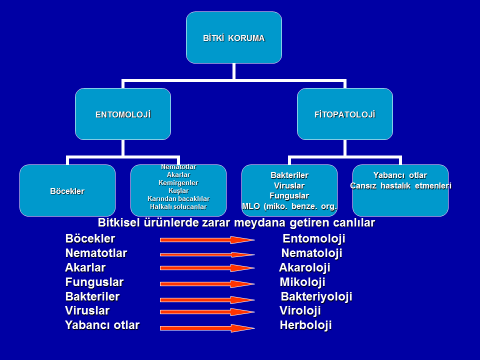 BİTKİ KORUMA
ENTOMOLOJİ
FİTOPATOLOJİ
Böcekler
Nematotlar
Akarlar
Kemirgenler
Kuşlar
Karından bacaklılar
Halkalı solucanlar
Bakteriler
Viruslar
Funguslar
MLO (miko. benze. org.
Yabancı otlar
Cansız hastalık etmenleri
Bitkisel ürünlerde zarar meydana getiren canlılar
Böcekler Entomoloji
Nematotlar Nematoloji
Akarlar Akaroloji
Funguslar Mikoloji
Bakteriler Bakteriyoloji
Viruslar Viroloji
Yabancı otlar Herboloji